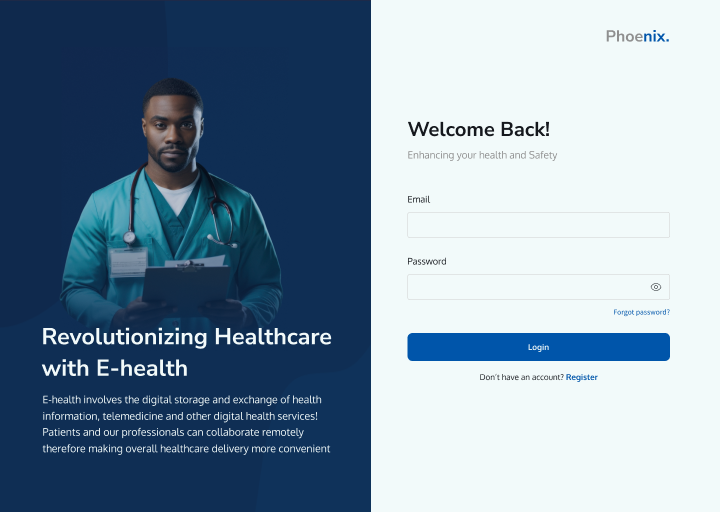 Phoenix.
Revolutionizing Healthcare
with E-health
E-health involves the digital storage and exchange of health
information, telemedicine and other digital health services!
Patients and our professionals can collaborate remotely
therefore making overall healthcare delivery more convenient
Welcome Back!
Enhancing your health and Safety
Email
Password
Forgot password?
Login
Don't have an account? Register